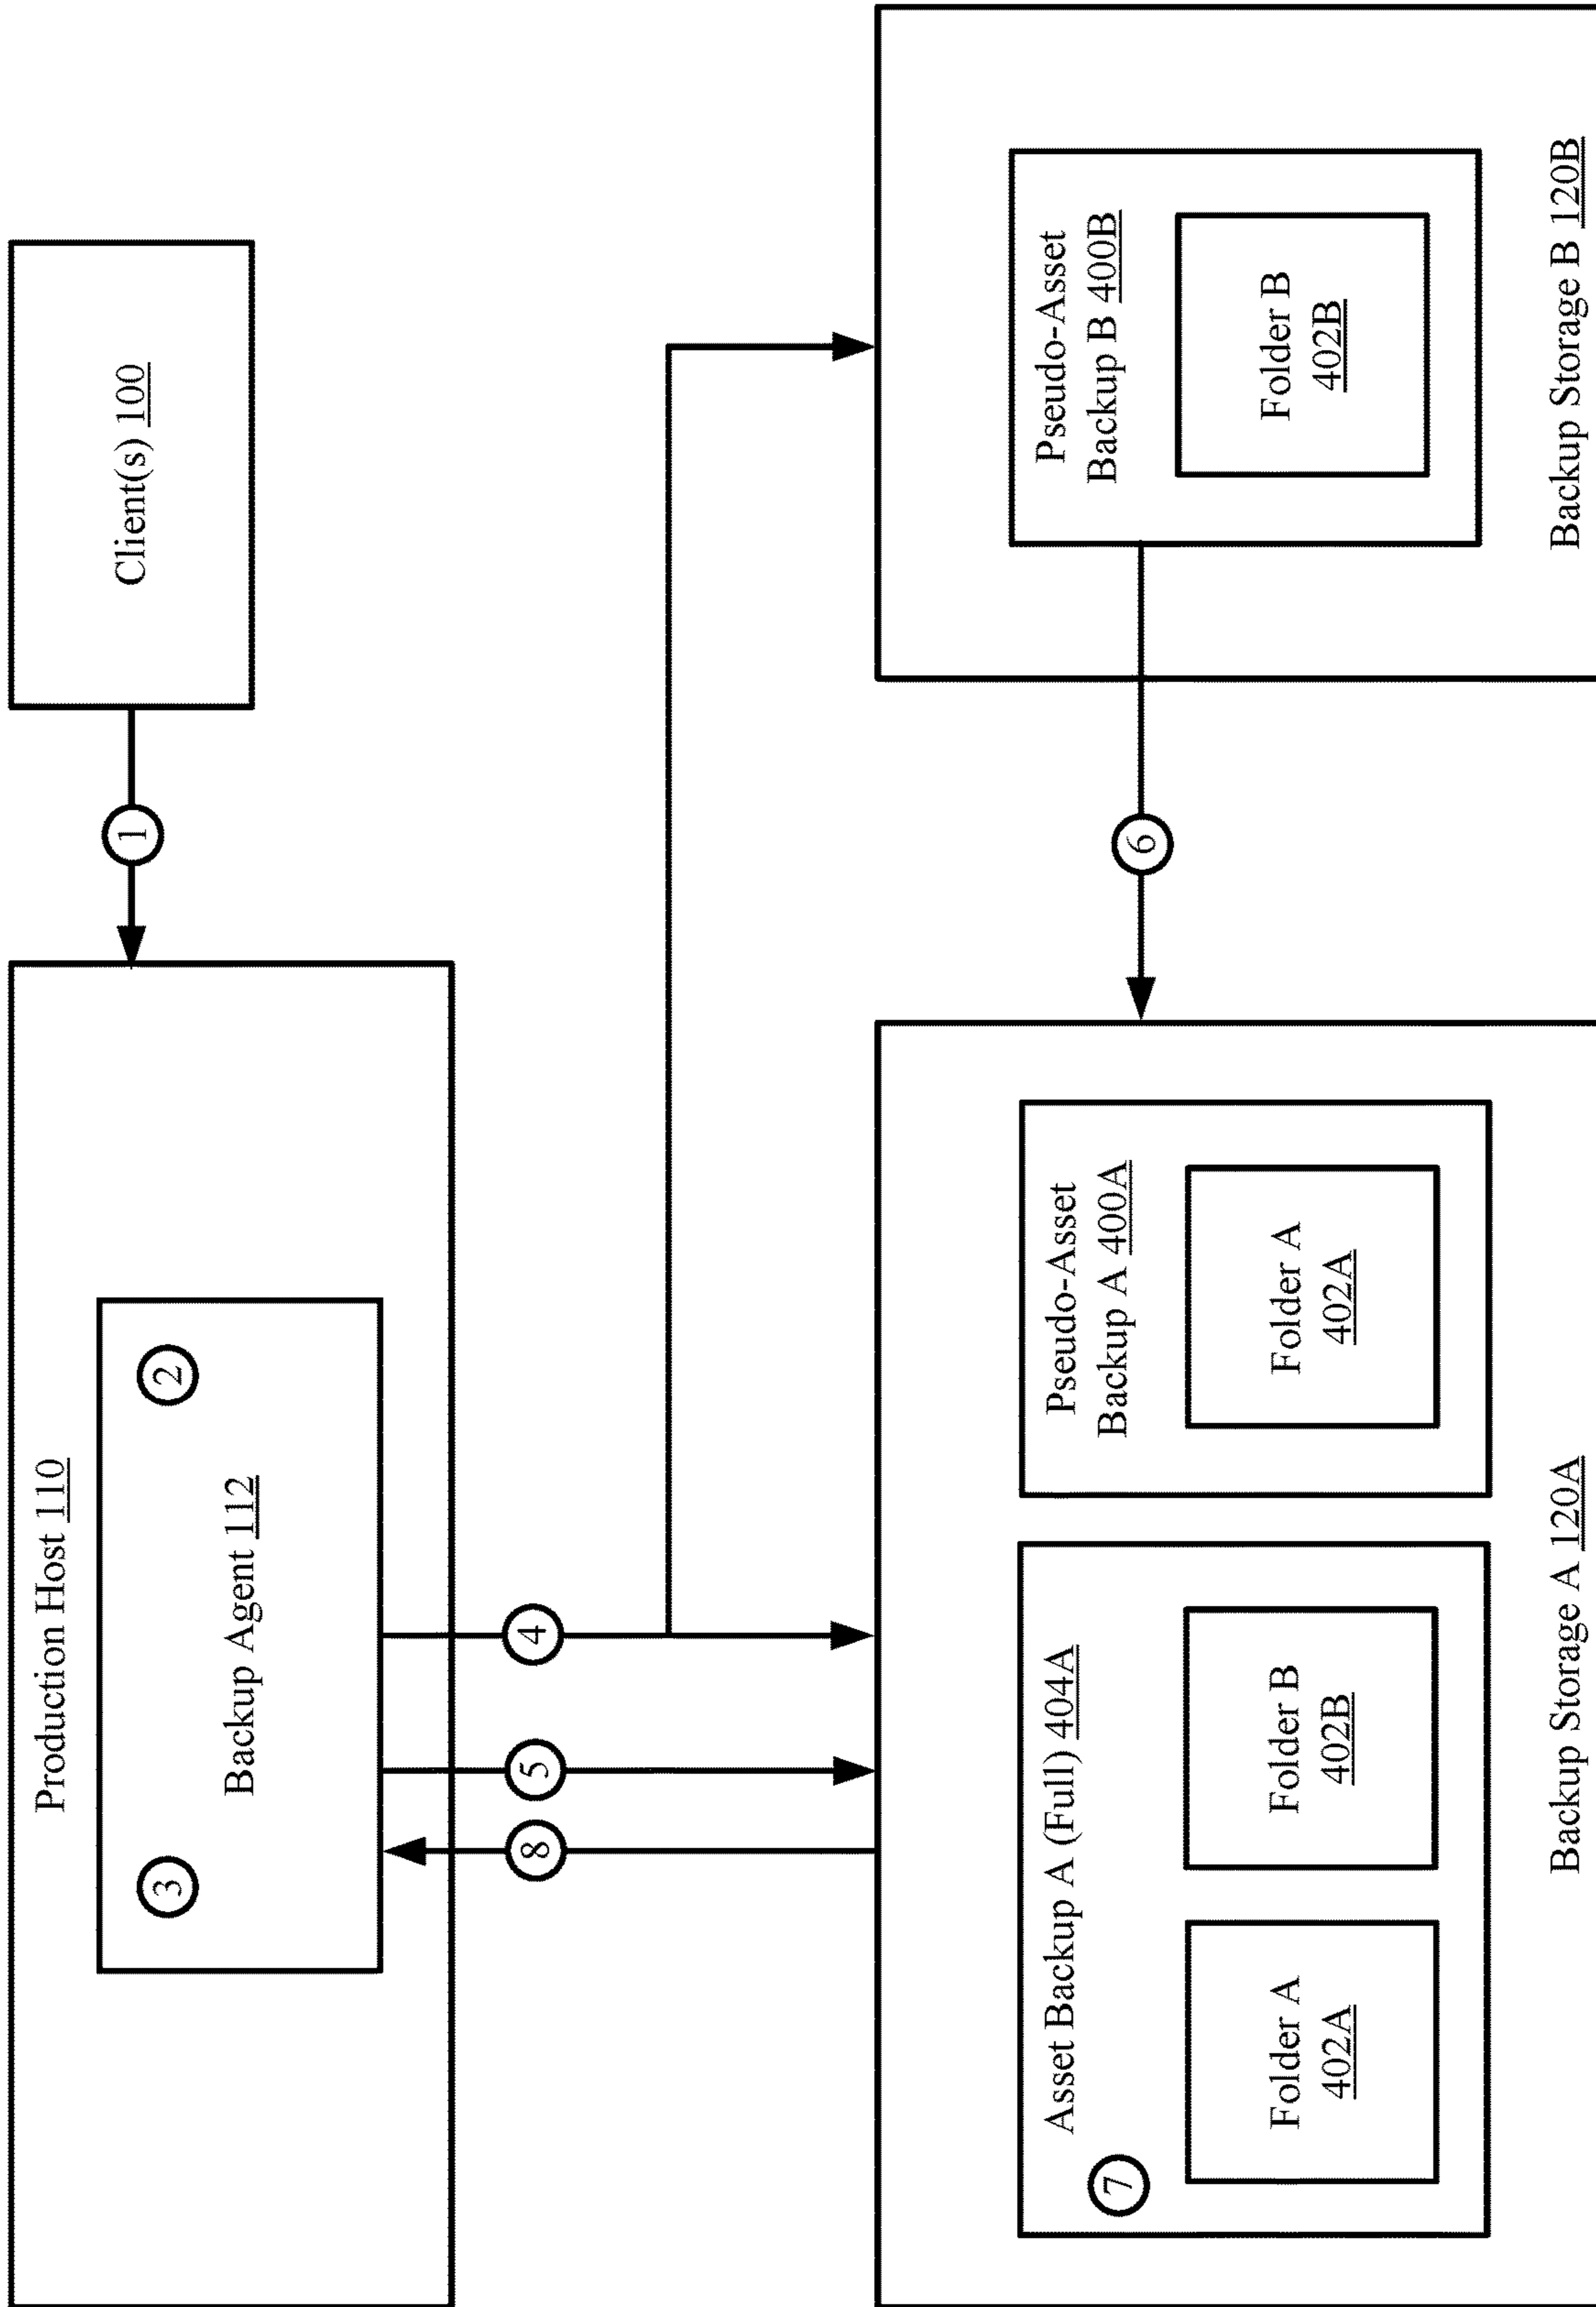 Production Host 110
3
Backup Agent 112
2
1
Client(s) 100
8
5
4
7
Asset Backup A (Full) 404A
Folder A
402A
Folder B
402B
Pseudo-Asset
Backup A 400A
Folder A
402A
Backup Storage A 120A
6
Pseudo-Asset
Backup B 400B
Folder B
402B
Backup Storage B 120B